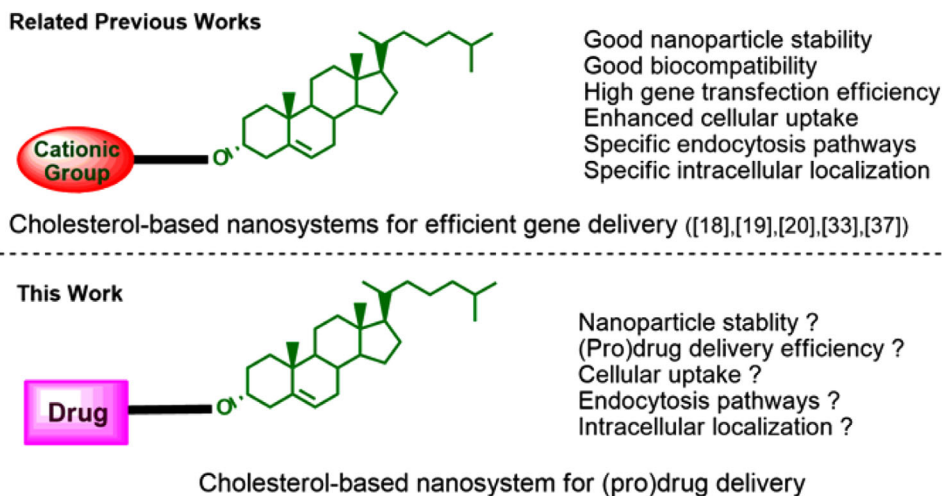 Related Previous Works
Good nanoparticle stability
Good biocompatibility
High gene transfection efficiency
Enhanced cellular uptake
Specific endocytosis pathways
Specific intracellular localization
Cationic
Group
O
Cholesterol-based nanosystems for efficient gene delivery ([18],[19],[20],[33],[37])
This Work
Nanoparticle stablity ?
(Pro)drug delivery efficiency ?
Cellular uptake ?
Endocytosis pathways ?
Intracellular localization ?
Drug
O
Cholesterol-based nanosystem for (pro)drug delivery